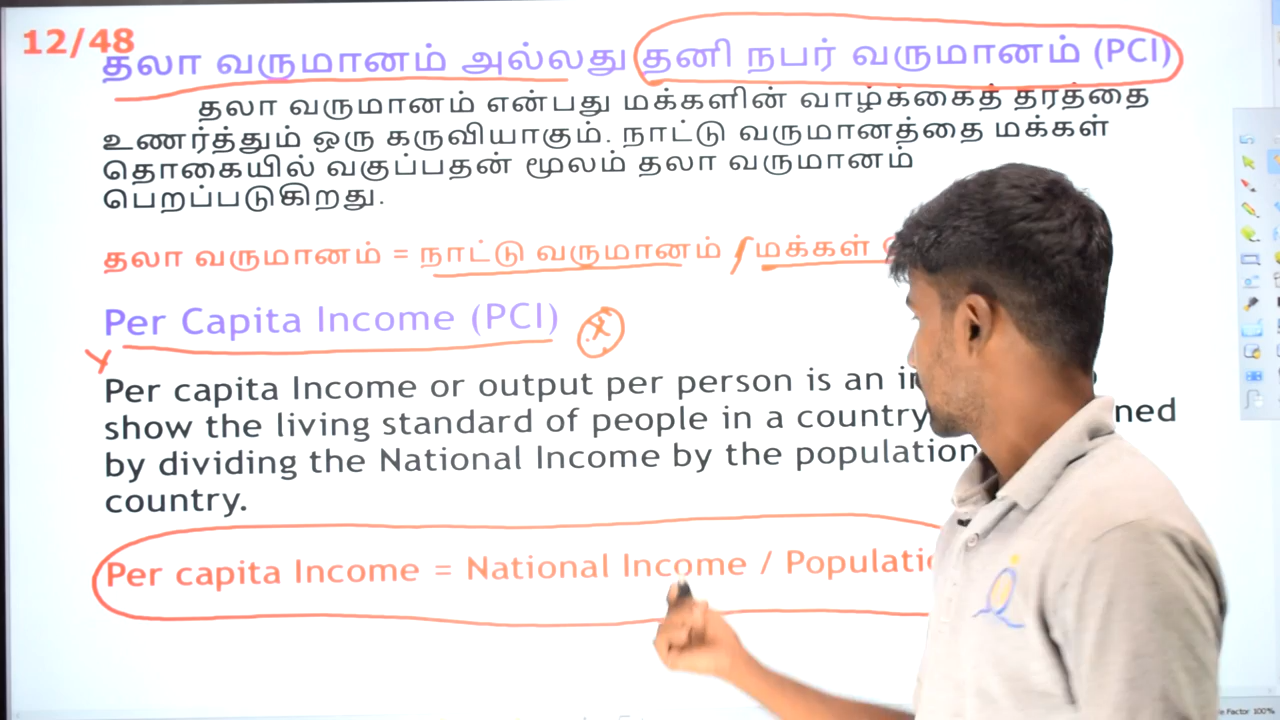 12/48
தலா வருமானம் அல்லது தனி நபர் வருமானம் (PCI)
தலா வருமானம் என்பது மக்களின் வாழ்க்கைத் தரத்தை
உணர்த்தும் ஒரு கருவியாகும். நாட்டு வருமானத்தை மக்கள்
தொகையில் வகுப்பதன் மூலம் தலா வருமானம்
பெறப்படுகிறது.
தலா வருமானம் = நாட்டு வருமானம் / மக்கள்
Per Capita Income (PCI)
Per capita Income or output per person is an
show the living standard of people in a country
by dividing the National Income by the population
country.
Per capita Income = National Income /
Factor 100%